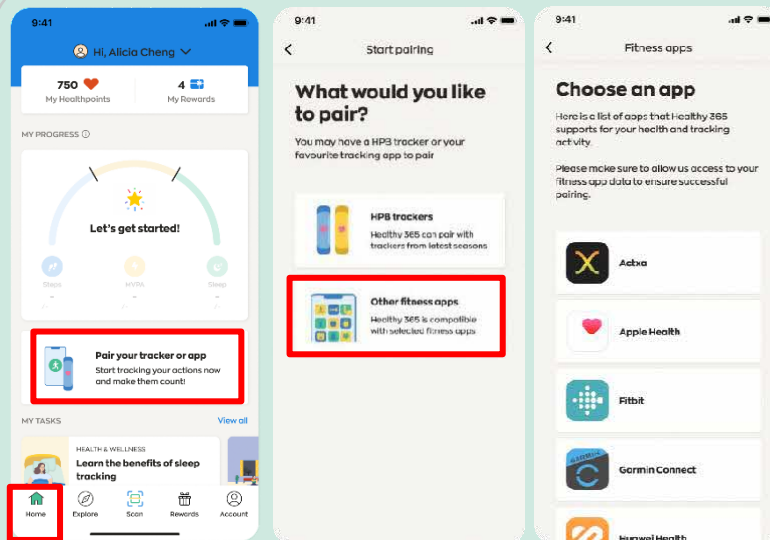 9:41
Hi, Alicia Cheng
750
My Healthpoints
4
My Rewards
MY PROGRESS
Let's get started!
Steps
MVPA
Sleep
-
-
-
Pair your tracker or app
Start tracking your actions now
and make them count!
MY TASKS
View all
HEALTH & WELLNESS
Learn the benefits of sleep
tracking
Home
Explore
Scan
Rewards
Account
9:41
Start pairing
What would you like
to pair?
You may have a HPB tracker or your
favourite tracking app to pair
HPB trackers
Healthy 365 can pair with
trackers from latest seasons
Other fitness apps
Healthy 365 is compatible
with selected fitness apps
9:41
Fitness apps
Choose an app
Here is a list of apps that Healthy 365
supports for your health and tracking
activity.
Please make sure to allow us access to your
fitness app data to ensure successful
pairing.
Actxa
Apple Health
Fitbit
Garmin Connect
Huawei Health